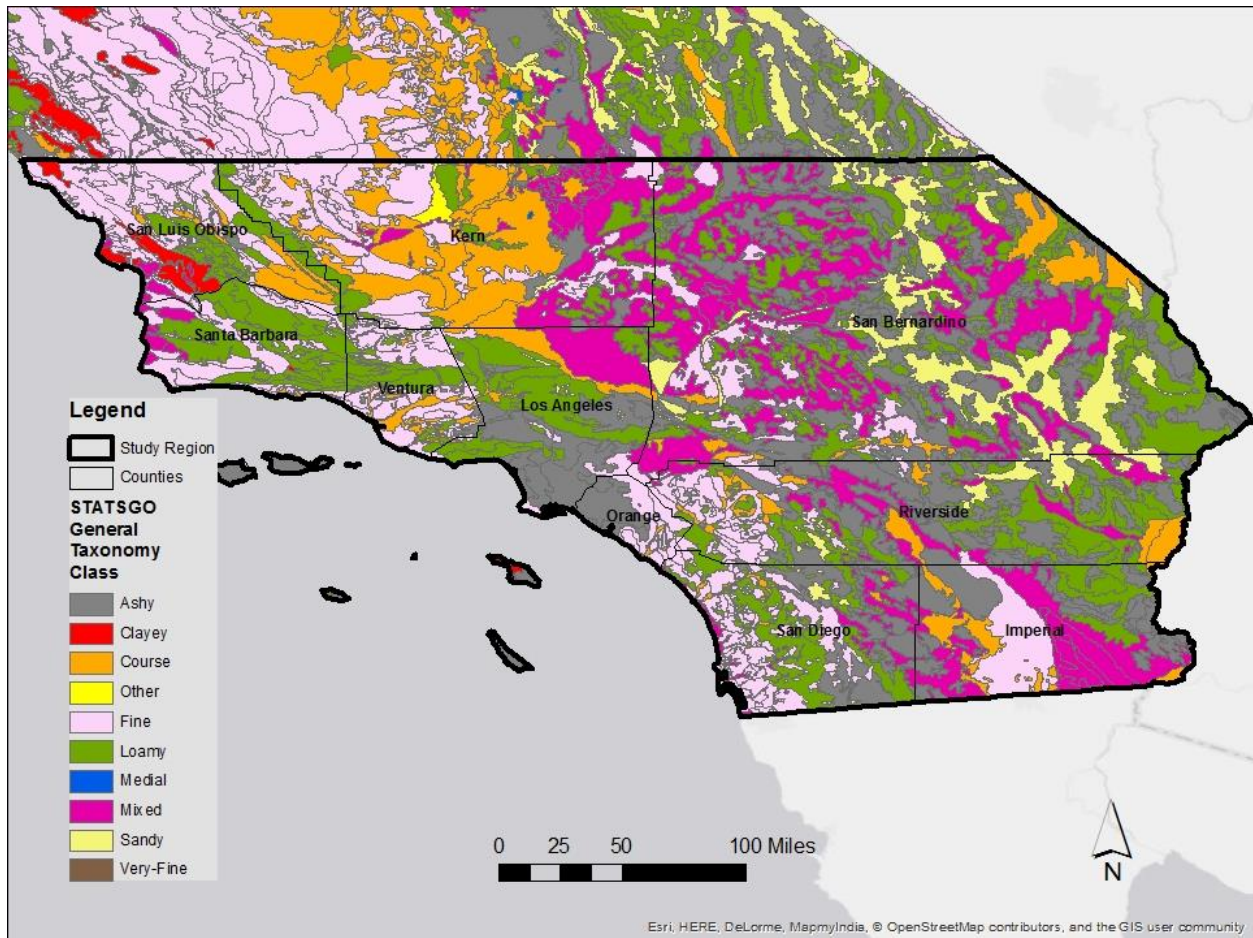 San Luis Obispo
Kern
Santa Barbara
San Bernardino
Ventura
Los Angeles
Orange
Riverside
San Diego
Imperial
Legend
Study Region
Counties
STATSGO
General
Taxonomy
Class
Ashy
Clayey
Course
Other
Fine
Loamy
Medial
Mixed
Sandy
Very-Fine
0 25 50 100 Miles
N
Esri, HERE, DeLorme, MapmyIndia, © OpenStreetMap contributors, and the GIS user community